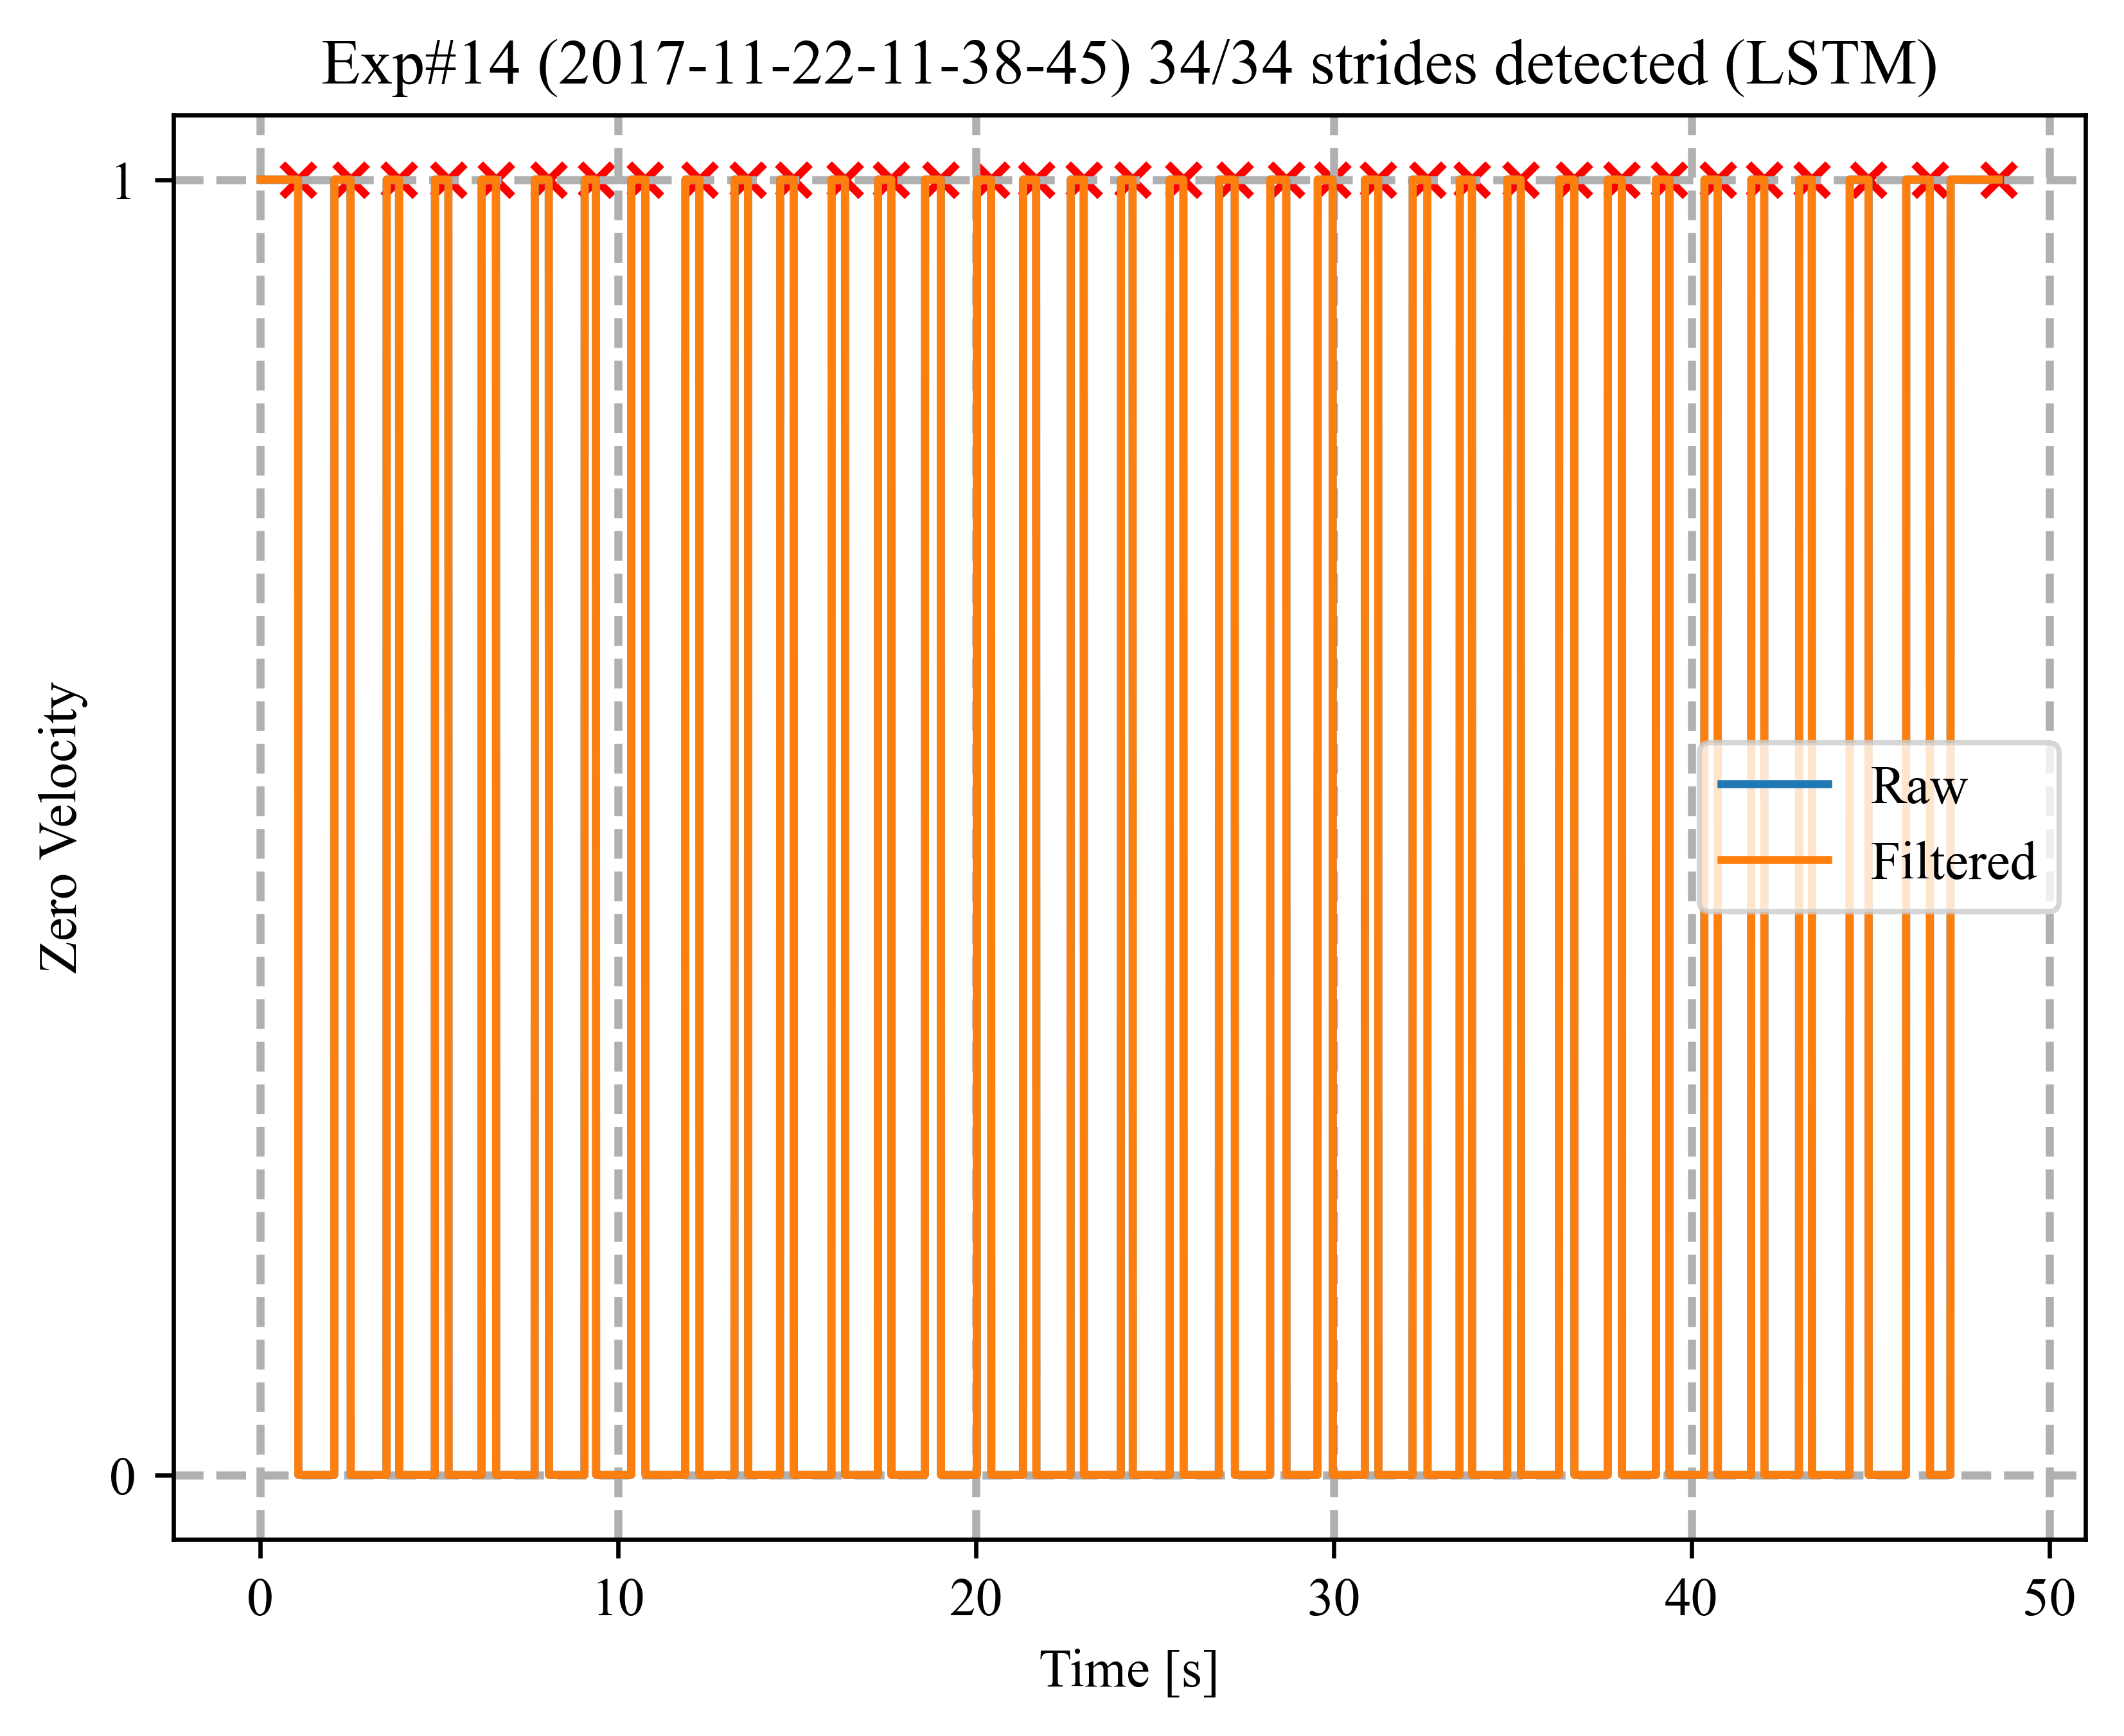 Exp#14 (2017-11-22-11-38-45) 34/34 strides detected (LSTM)
1
Zero Velocity
Raw
Filtered
0
0 10 20 30 40 50
Time [s]